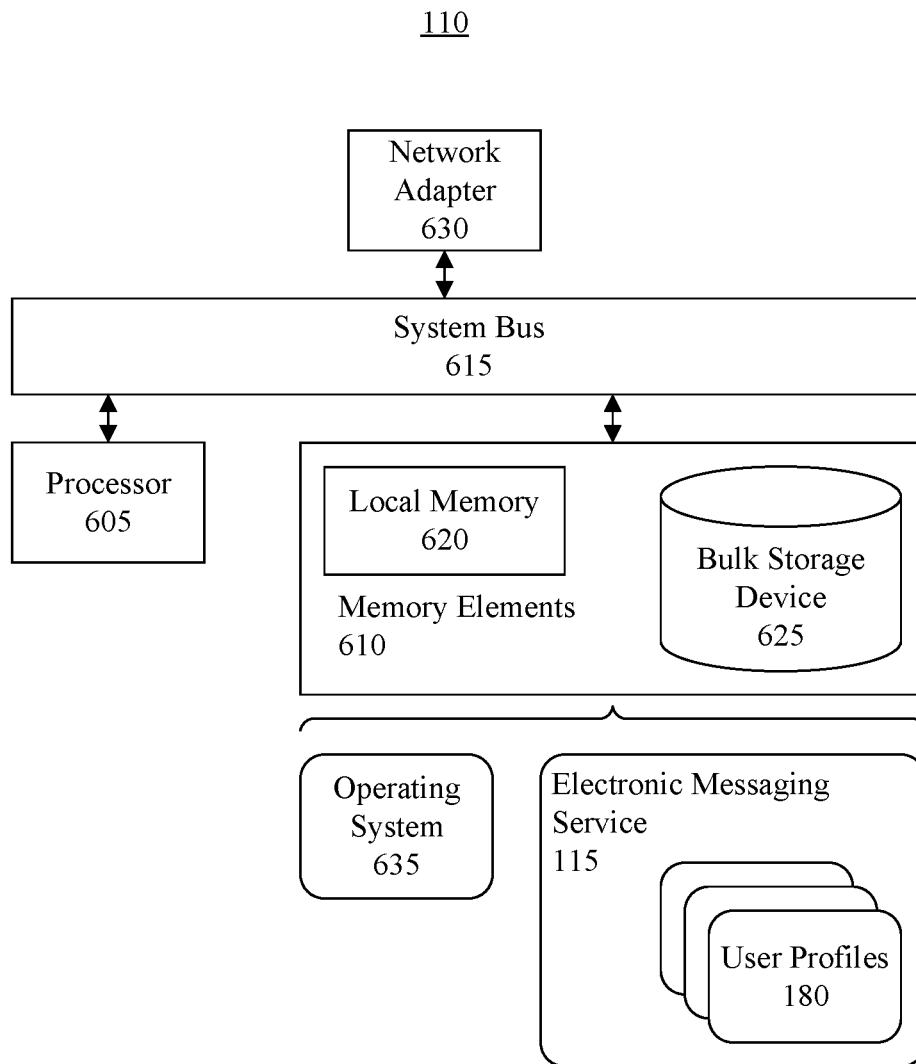 110
Network
Adapter
630
System Bus
615
Processor
605
Local Memory
620
Memory Elements
610
Bulk Storage
Device
625
Operating
System
635
Electronic Messaging
Service
115
User Profiles
180